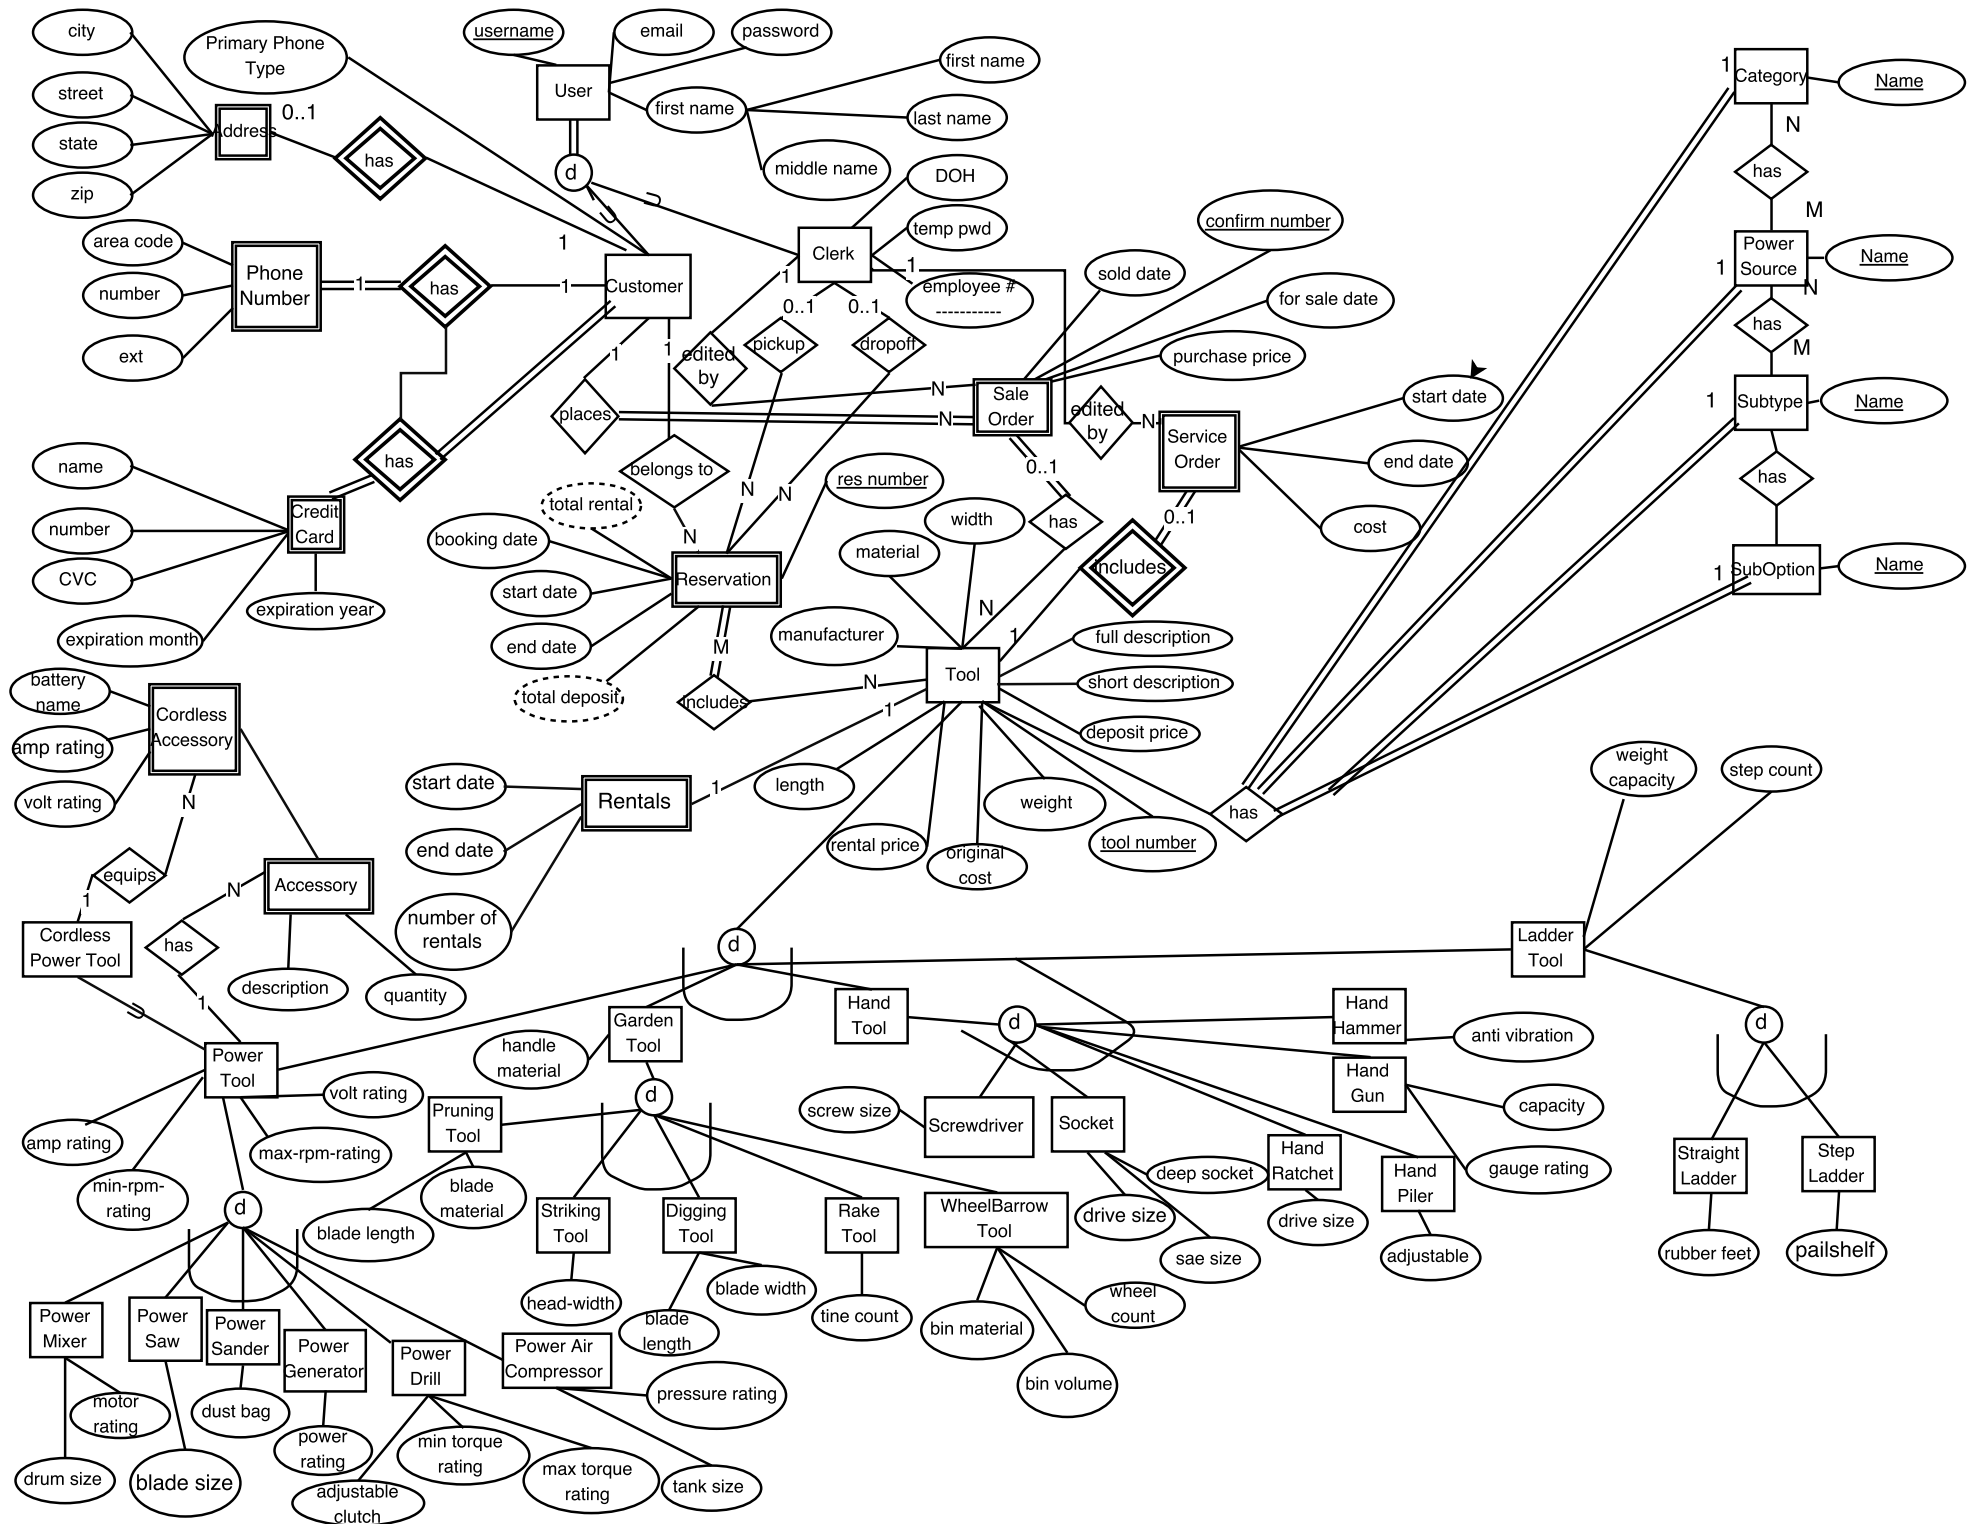 city
Primary Phone
Type
username
email
password
first name
Category
Name
street
User
first name
last name
0..1
1
Address
state
has
d
middle name
N
has
zip
DOH
M
area code
Phone
Number
number
ext
1
has
1
1
Customer
Clerk
temp pwd
employee #
-----------
1
1
0..1
0..1
sold date
confirm number
for sale date
purchase price
Power
Source
Name
1
N
has
M
1
1
edited
by
pickup
dropoff
places
N
N
Sale
Order
edited
by
N
Service
Order
start date
end date
cost
Subtype
Name
1
has
name
number
CVC
expiration month
Credit
Card
expiration year
has
belongs to
total rental
booking date
start date
end date
total deposit
Reservation
N
N
N
res number
material
width
manufacturer
0..1
has
0..1
includes
N
1
SubOption
Name
1
M
includes
N
Tool
full description
short description
deposit price
1
battery
name
amp rating
volt rating
Cordless
Accessory
N
equips
1
Cordless
Power Tool
start date
end date
number of
rentals
Rentals
1
length
rental price
original
cost
weight
tool number
has
weight
capacity
step count
Accessory
N
has
description
quantity
1
d
Ladder
Tool
Power
Tool
volt rating
amp rating
min-rpm-
rating
max-rpm-rating
Garden
Tool
handle
material
Hand
Tool
d
Hand
Hammer
anti vibration
Hand
Gun
capacity
gauge rating
d
Pruning
Tool
d
screw size
Screwdriver
Socket
deep socket
Hand
Ratchet
Hand
Piler
Straight
Ladder
Step
Ladder
blade length
blade
material
Striking
Tool
Digging
Tool
Rake
Tool
WheelBarrow
Tool
drive size
sae size
drive size
adjustable
rubber feet
pailshelf
d
head-width
blade
length
blade width
tine count
bin material
wheel
count
bin volume
Power
Mixer
Power
Saw
Power
Sander
Power
Generator
Power
Drill
Power Air
Compressor
motor
rating
dust bag
power
rating
pressure rating
drum size
blade size
adjustable
clutch
min torque
rating
max torque
rating
tank size